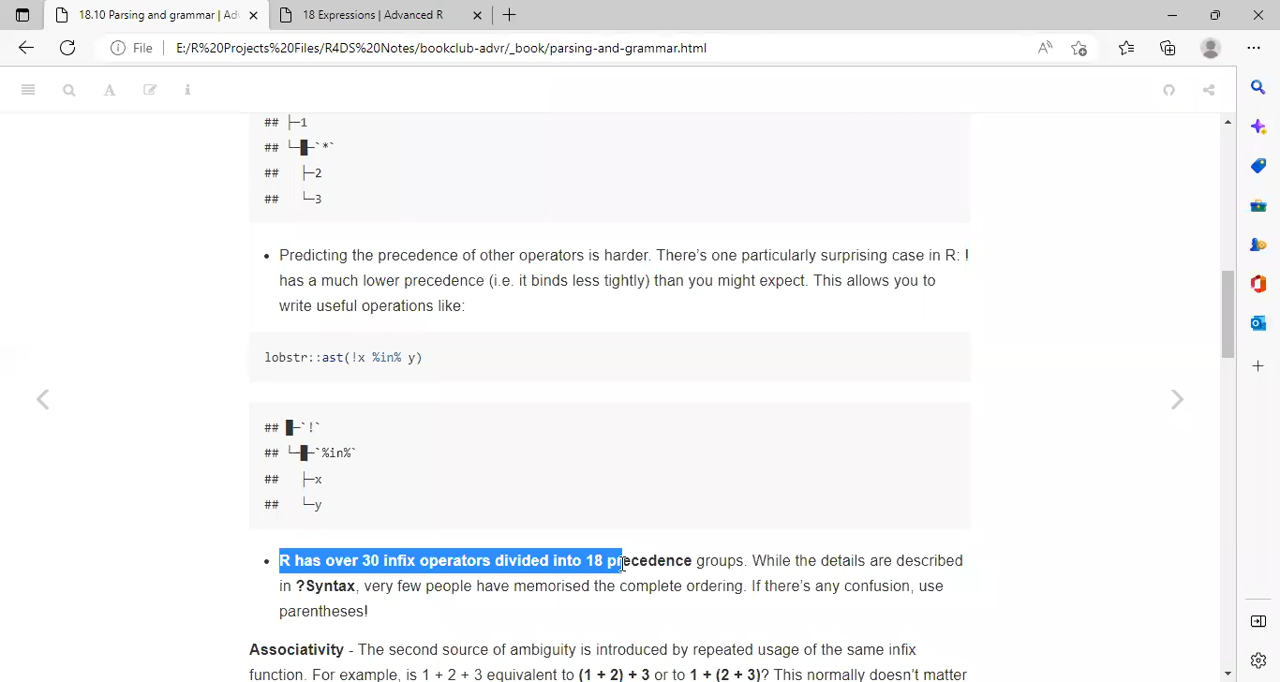 18.10 Parsing and grammar | Adv
18 Expressions | Advanced R
File E:/R%20Projects%20Files/R4DS%20Notes/bookclub-advr/_book/parsing-and-grammar.html
## ├─1
## └─█─`*`
##   ├─2
##   └─3
• Predicting the precedence of other operators is harder. There’s one particularly surprising case in R: !
has a much lower precedence (i.e. it binds less tightly) than you might expect. This allows you to
write useful operations like:
lobstr::ast(!x %in% y)
## █─`!`
## └─█─`%in%`
##   ├─x
##   └─y
• R has over 30 infix operators divided into 18 precedence groups. While the details are described
in ?Syntax, very few people have memorised the complete ordering. If there’s any confusion, use
parentheses!
Associativity - The second source of ambiguity is introduced by repeated usage of the same infix
function. For example, is 1 + 2 + 3 equivalent to (1 + 2) + 3 or to 1 + (2 + 3)? This normally doesn’t matter